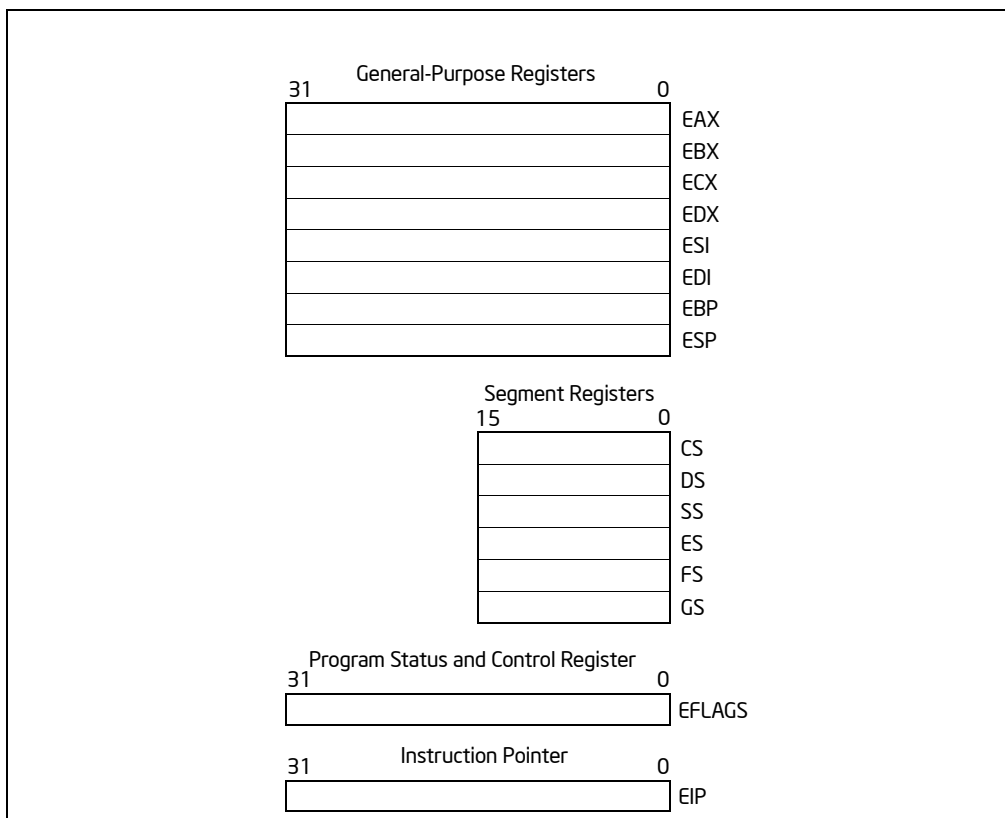 General-Purpose Registers
31 0
EAX
EBX
ECX
EDX
ESI
EDI
EBP
ESP
Segment Registers
15 0
CS
DS
SS
ES
FS
GS
Program Status and Control Register
31 0
EFLAGS
Instruction Pointer
31 0
EIP